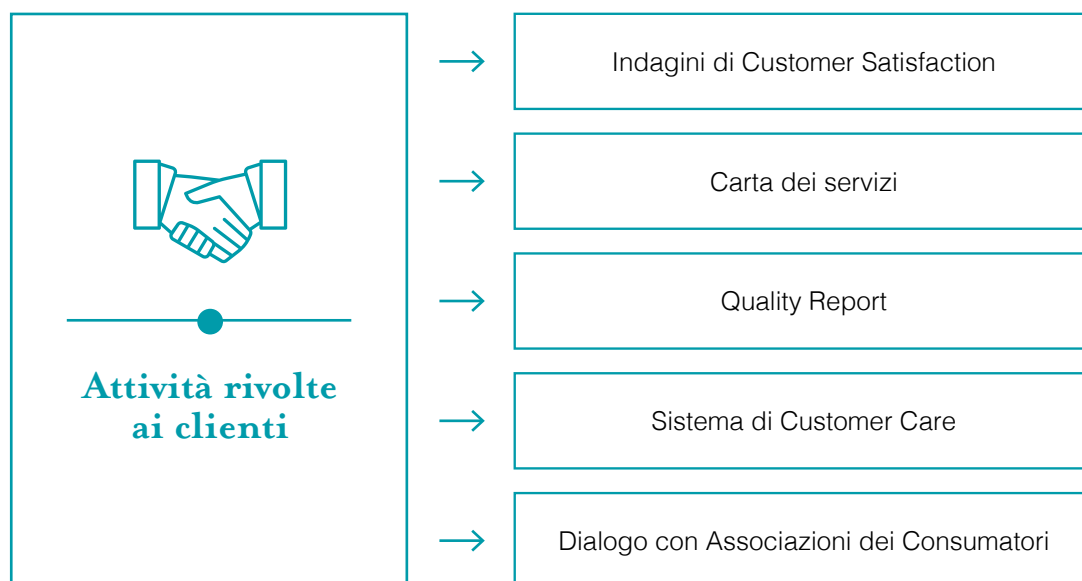 Attività rivolte
ai clienti
Indagini di Customer Satisfaction
Carta dei servizi
Quality Report
Sistema di Customer Care
Dialogo con Associazioni dei Consumatori